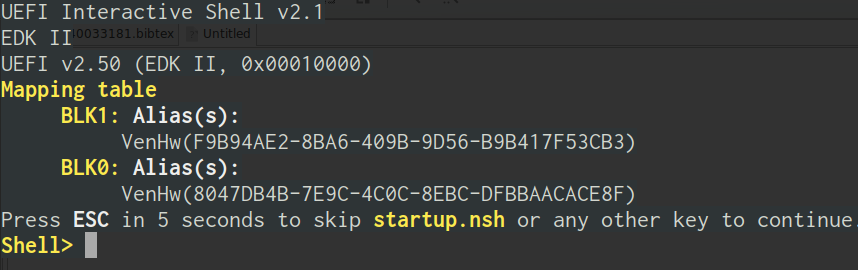 UEFI Interactive Shell v2.1
EDK II
0033181.bibtex Untitled
UEFI v2.50 (EDK II, 0x00010000)
Mapping table
BLK1: Alias(s):
VenHw(F9B94AE2-8BA6-409B-9D56-B9B417F53CB3)
BLK0: Alias(s):
VenHw(8047DB4B-7E9C-4C0C-8EBC-DFBBAACACE8F)
Press ESC in 5 seconds to skip startup.nsh or any other key to continue.
Shell>